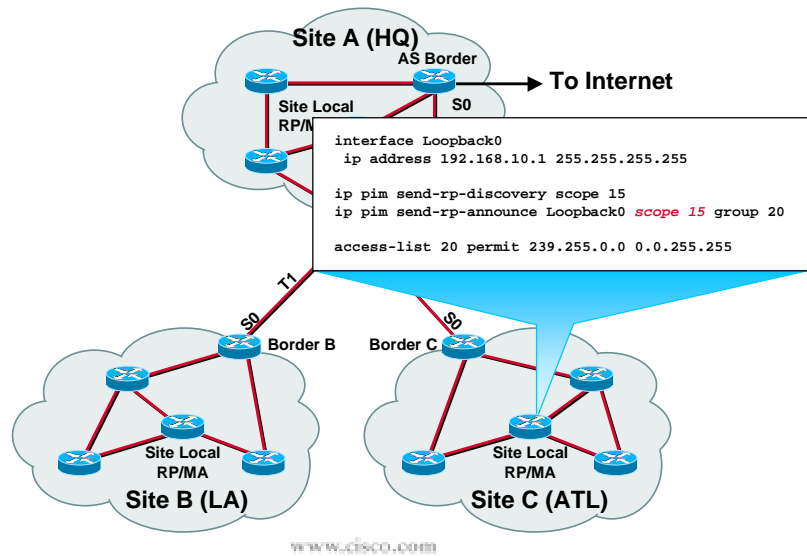 Site A (HQ)
AS Border
To Internet
S0
Site Local
interface Loopback0
ip address 192.168.10.1 255.255.255.255
ip pim send-rp-discovery scope 15
ip pim send-rp-announce Loopback0 scope 15 group 20
access-list 20 permit 239.255.0.0 0.0.255.255
T1
S0
S0
Border B
Border C
Site Local
RP/MA
Site Local
RP/MA
Site B (LA)
Site C (ATL)
www.cisco.com